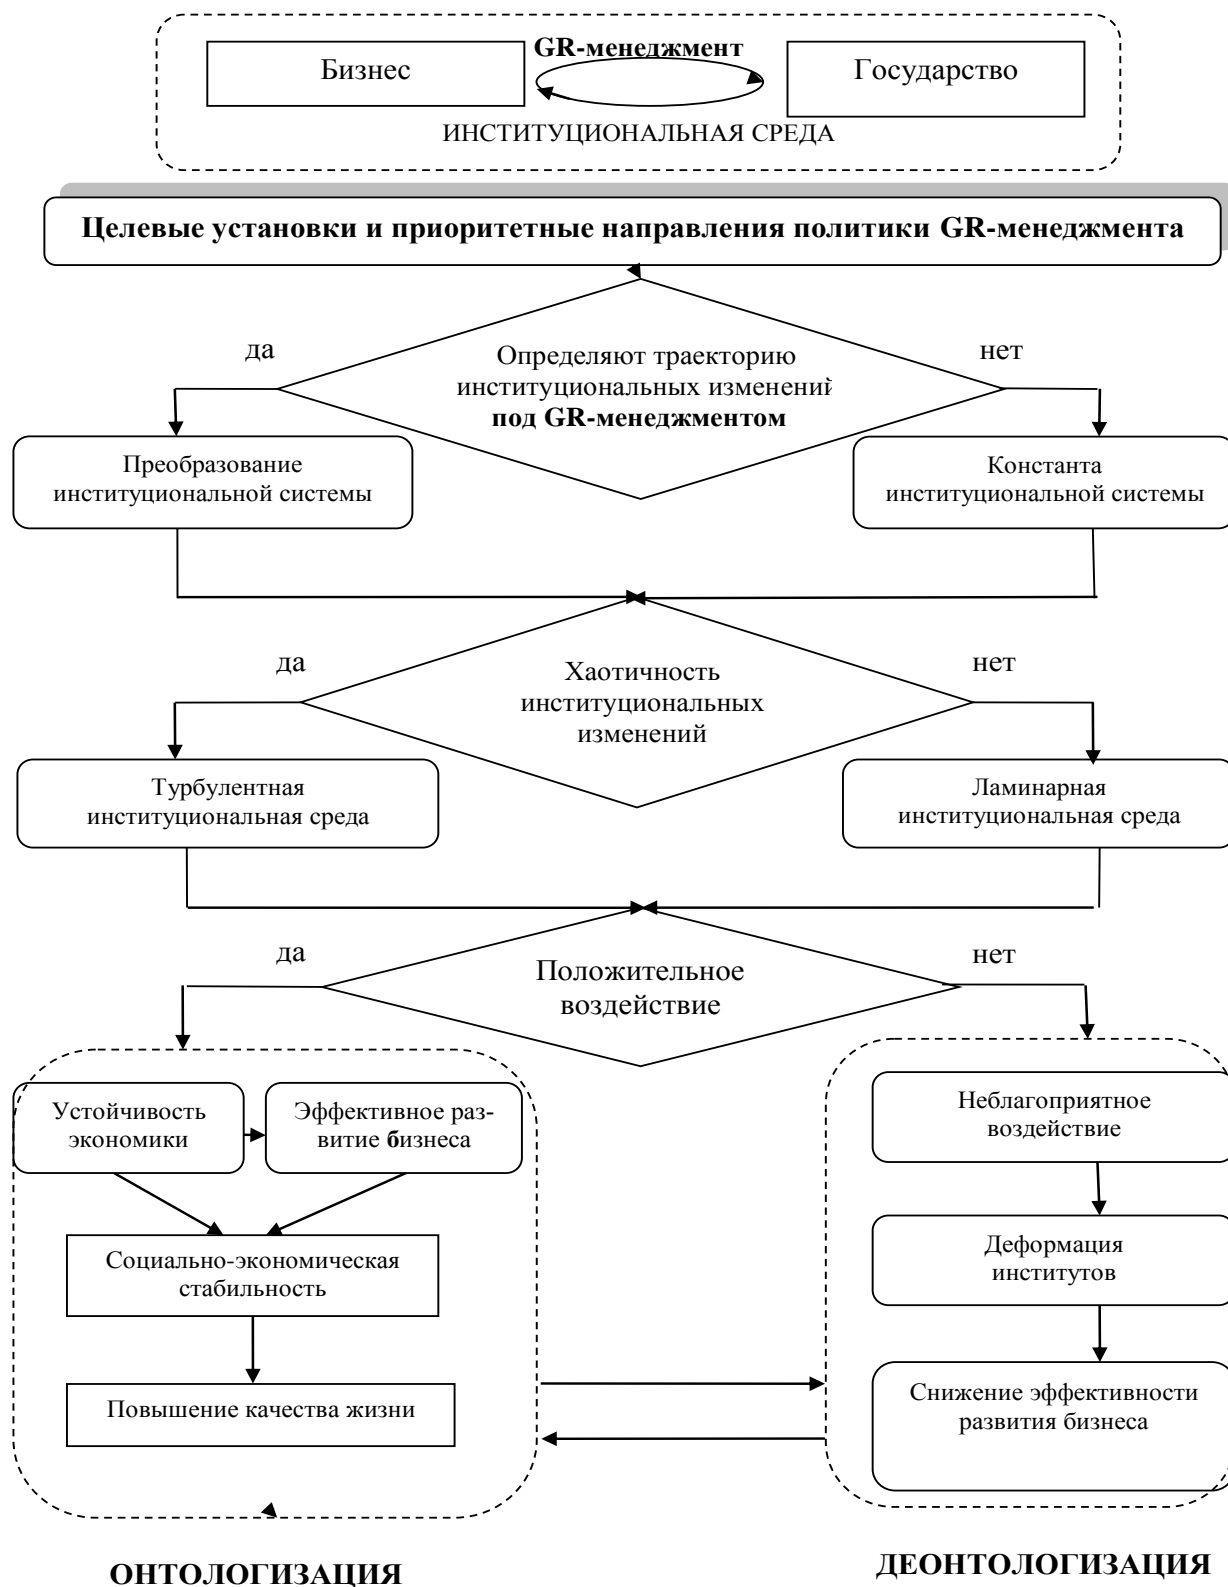 GR-менеджмент
Бизнес
Государство
ИНСТИТУЦИОНАЛЬНАЯ СРЕДА
Целевые установки и приоритетные направления политики GR-менеджмента
да
нет
Определяют траекторию
институциональных изменений
под GR-менеджментом
Преобразование
институциональной системы
Константа
институциональной системы
да
нет
Хаотичность
институциональных
изменений
Турбулентная
институциональная среда
Ламинарная
институциональная среда
да
нет
Положительное
воздействие
Устойчивость
экономики
Эффективное раз-
витие бизнеса
Социально-экономическая
стабильность
Повышение качества жизни
Неблагоприятное
воздействие
Деформация
институтов
Снижение эффективности
развития бизнеса
ОНТОЛОГИЗАЦИЯ
ДЕОНТОЛОГИЗАЦИЯ